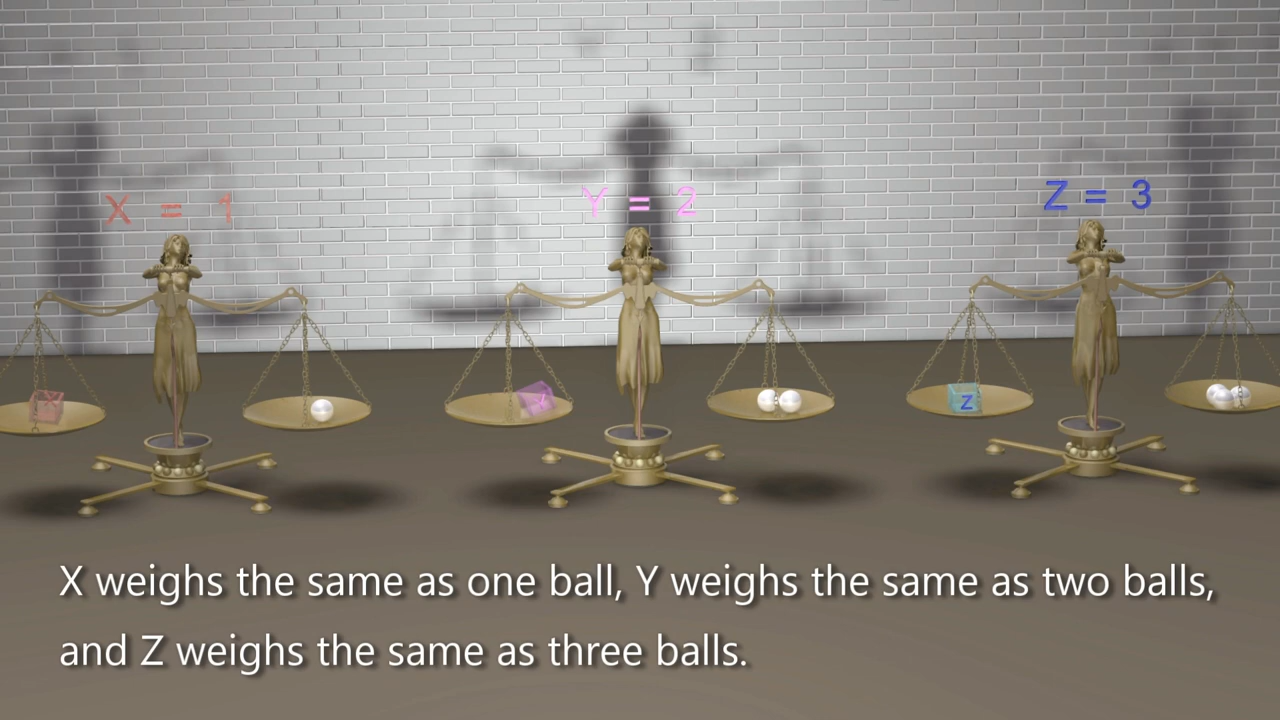 X = 1
Y = 2
Z = 3
Z
X weighs the same as one ball, Y weighs the same as two balls,
and Z weighs the same as three balls.